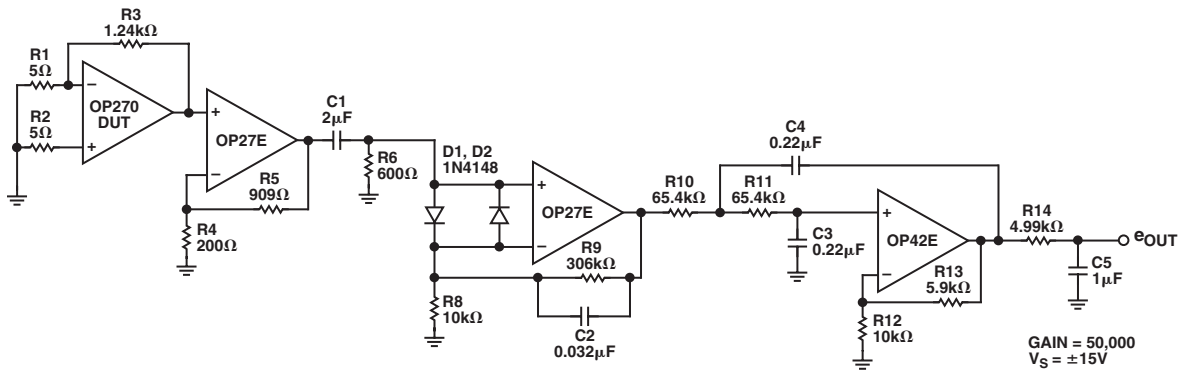 R3
1.24kΩ
R1
5Ω
R2
5Ω
−
+
OP270
DUT
+
−
OP27E
R5
909Ω
R4
200Ω
C1
2μF
R6
600Ω
D1, D2
1N4148
+
−
OP27E
R9
306kΩ
R8
10kΩ
C2
0.032μF
R10
65.4kΩ
R11
65.4kΩ
C4
0.22μF
C3
0.22μF
+
−
OP42E
R13
5.9kΩ
R12
10kΩ
R14
4.99kΩ
eOUT
C5
1μF
GAIN = 50,000
VS = ±15V